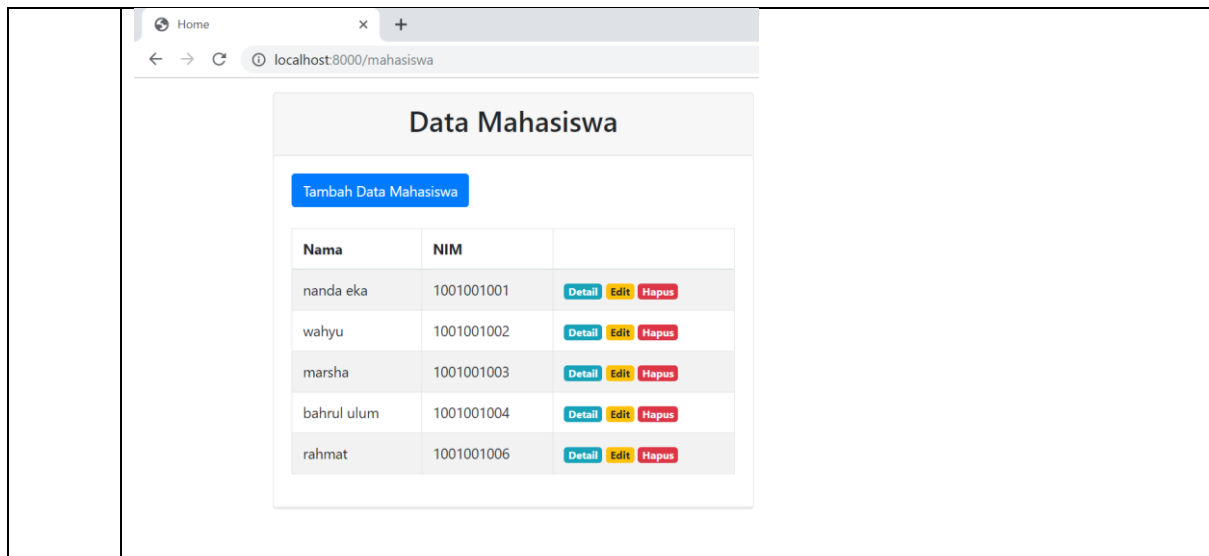 Home
localhost:8000/mahasiswa
Data Mahasiswa
Tambah Data Mahasiswa
Nama NIM
nanda eka 1001001001 Detail Edit Hapus
wahyu 1001001002 Detail Edit Hapus
marsha 1001001003 Detail Edit Hapus
bahrul ulum 1001001004 Detail Edit Hapus
rahmat 1001001006 Detail Edit Hapus